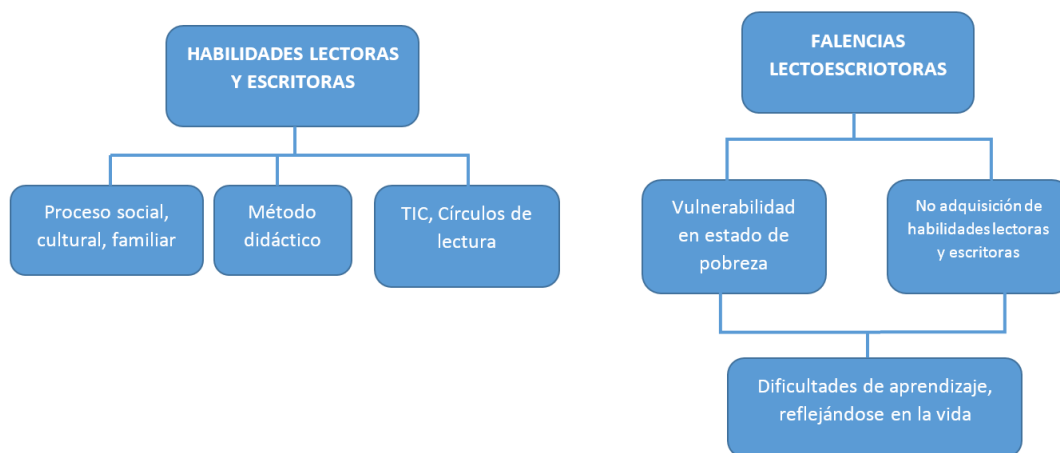 HABILIDADES LECTORAS
Y ESCRITORAS
Proceso social,
cultural, familiar
Método
didáctico
TIC, Círculos de
lectura
FALENCIAS
LECTOESCRIOTORAS
Vulnerabilidad
en estado de
pobreza
No adquisición de
habilidades lectoras
y escritoras
Dificultades de aprendizaje,
reflejándose en la vida